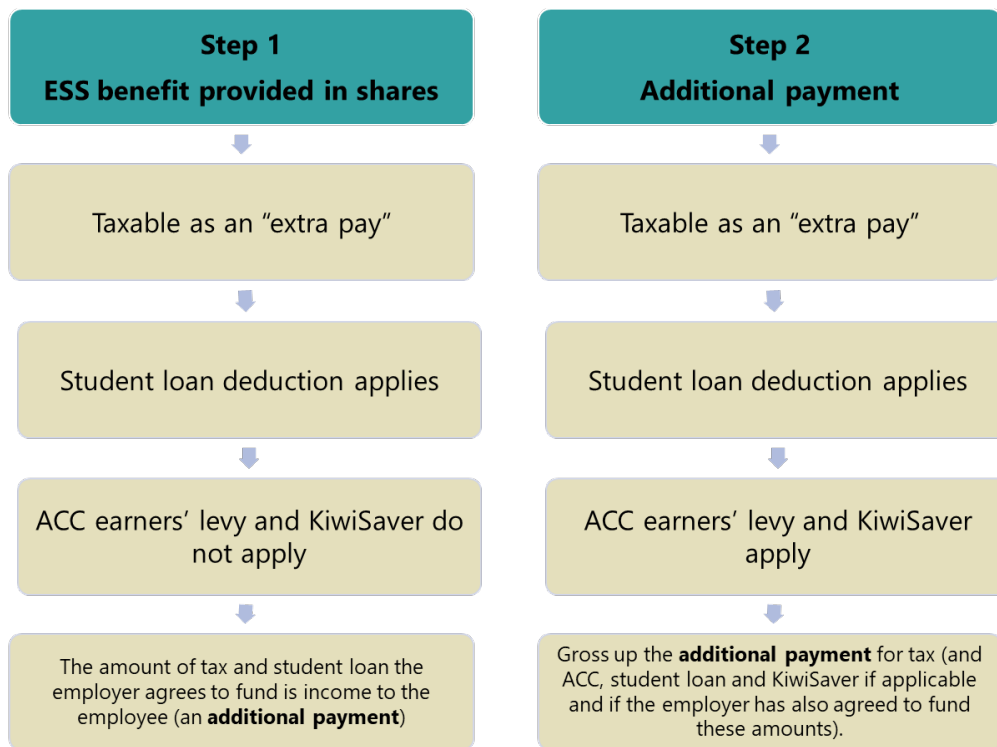 Step 1
ESS benefit provided in shares
Taxable as an “extra pay”
Student loan deduction applies
ACC earners’ levy and KiwiSaver do
not apply
The amount of tax and student loan the
employer agrees to fund is income to the
employee (an additional payment)
Step 2
Additional payment
Taxable as an “extra pay”
Student loan deduction applies
ACC earners’ levy and KiwiSaver
apply
Gross up the additional payment for tax (and
ACC, student loan and KiwiSaver if applicable
and if the employer has also agreed to fund
these amounts).